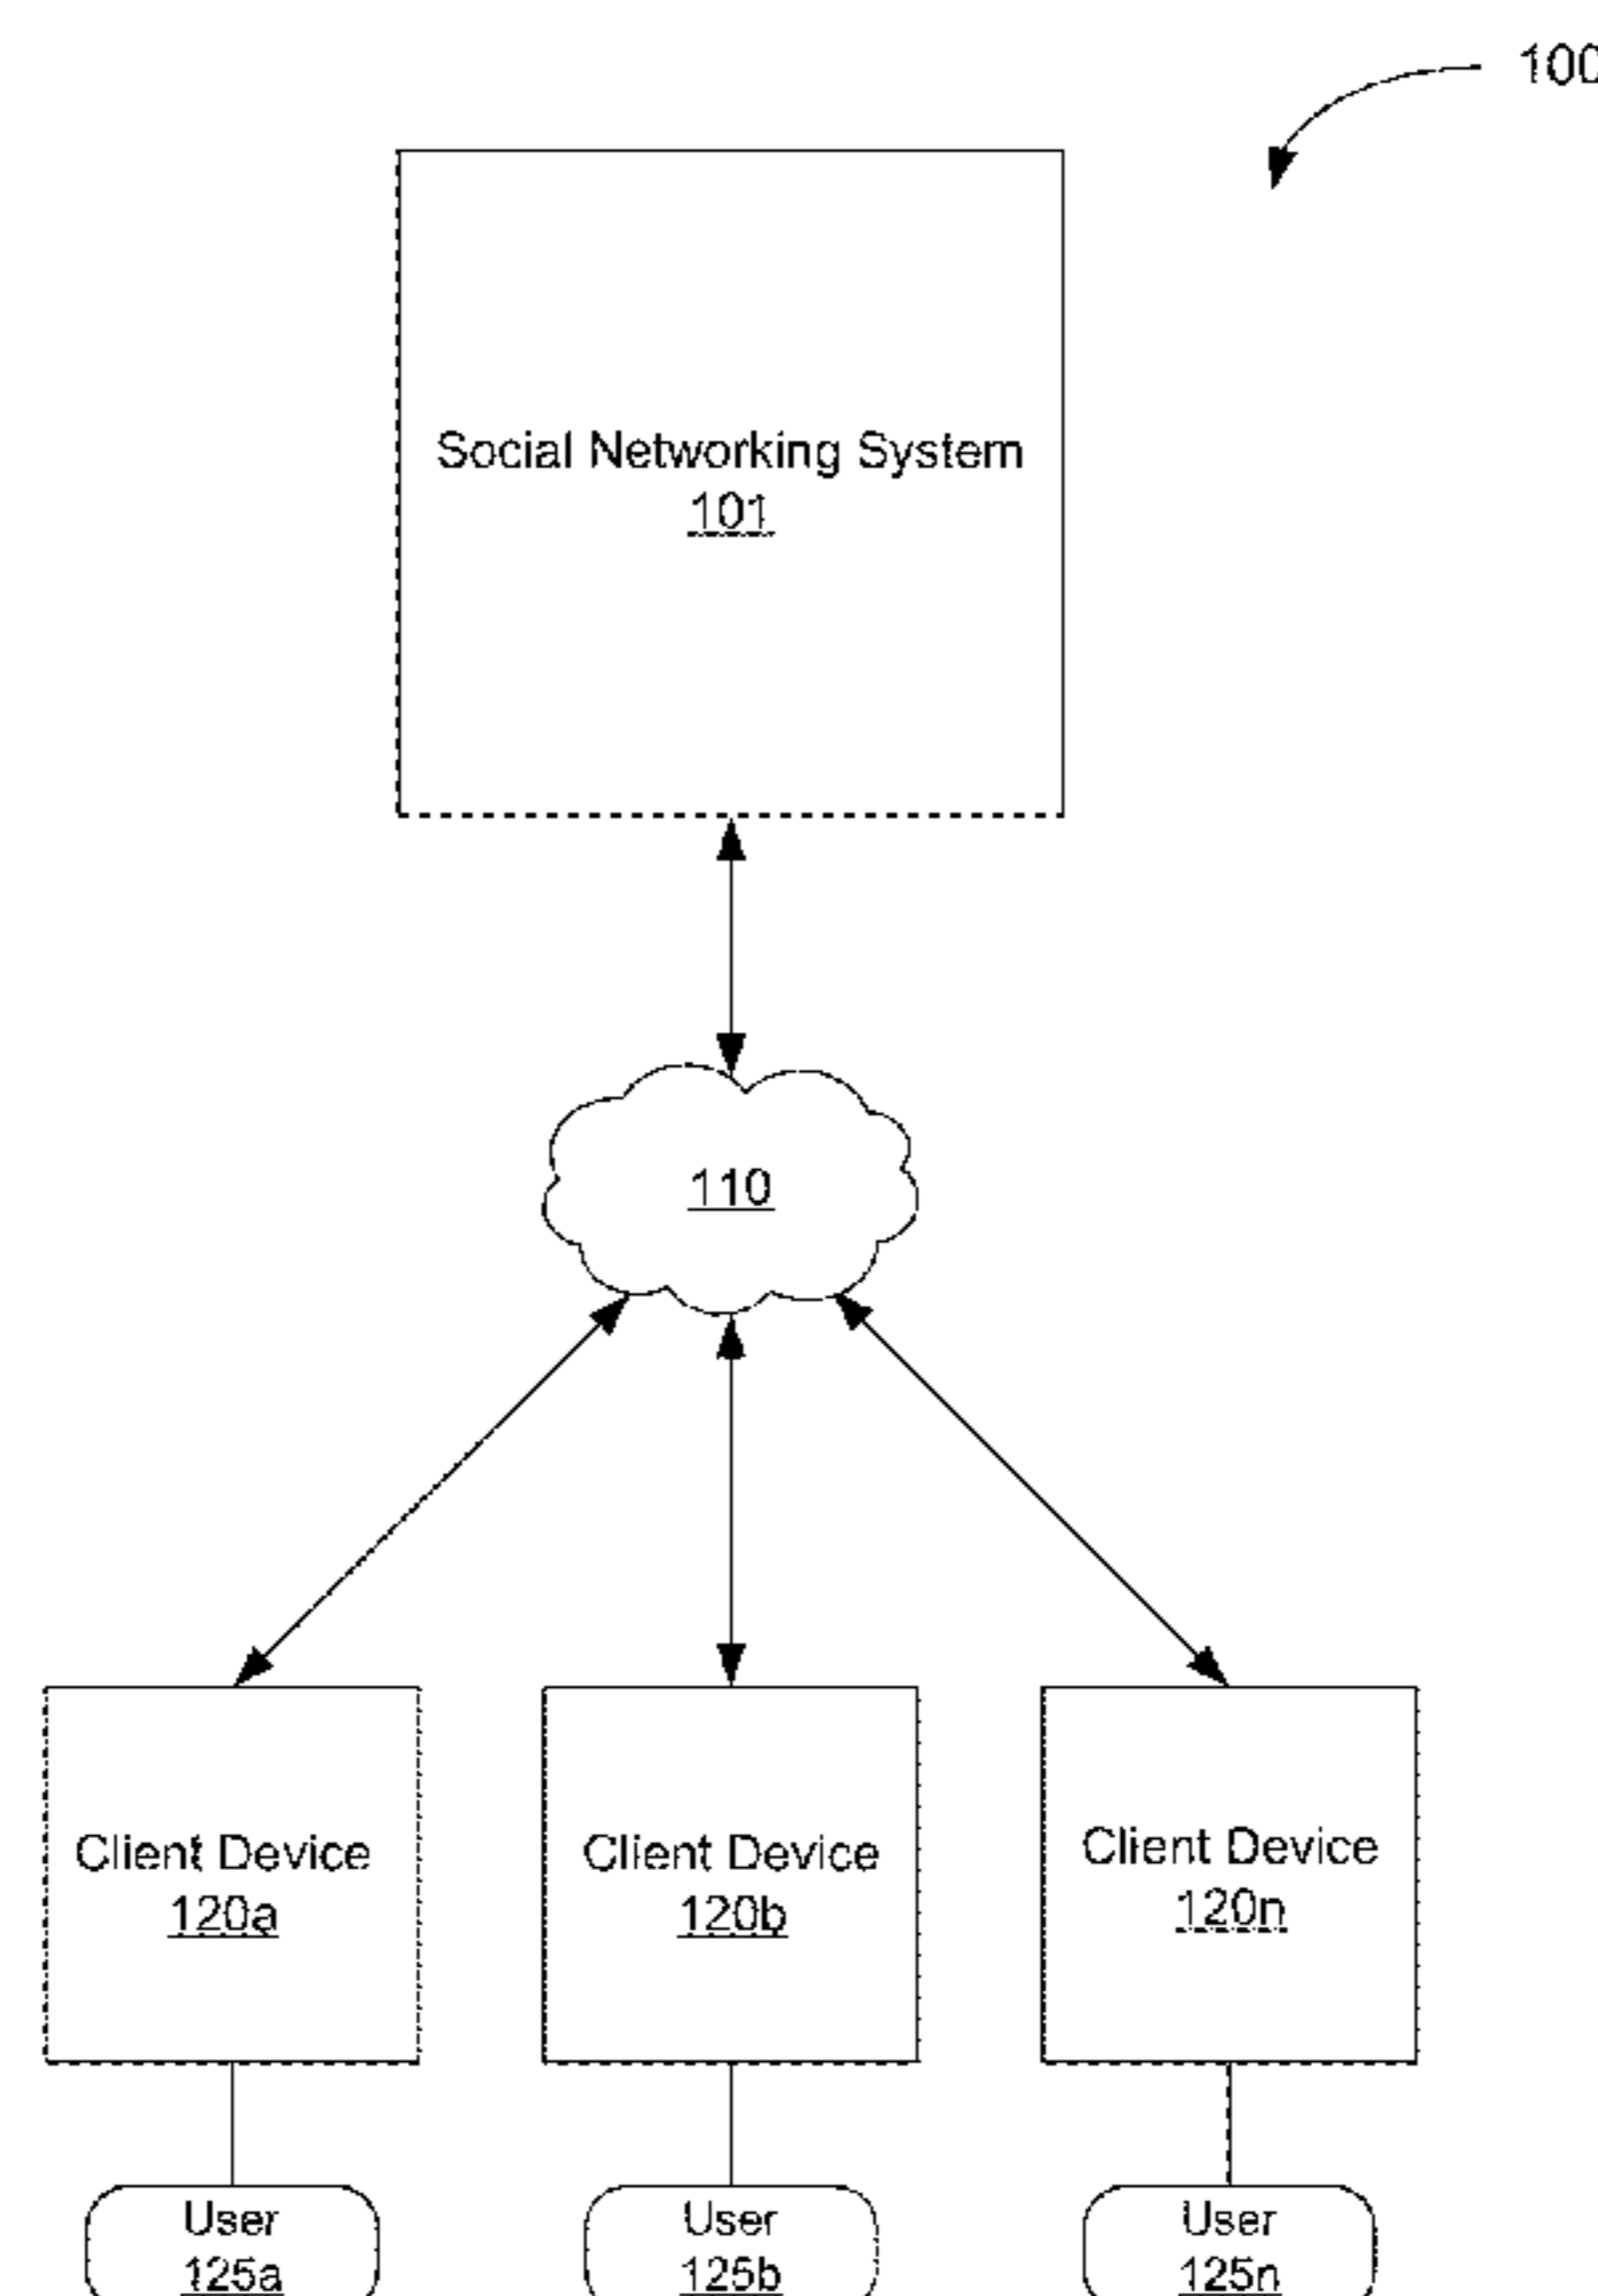 100
Social Networking System
101
110
Client Device
120a
Client Device
120b
Client Device
120n
User
125a
User
125b
User
125n